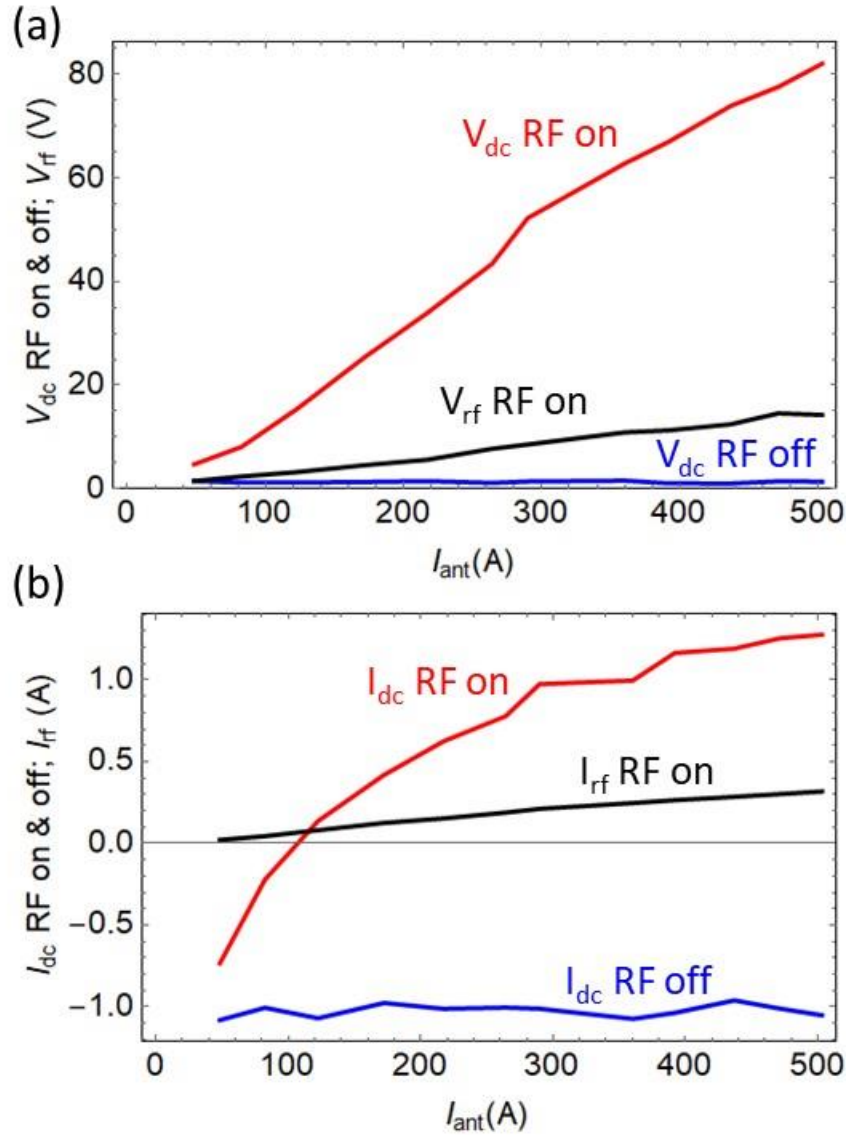 (a)
V_dc RF on & off; V_rf (V)
80
60
40
20
0
V_dc RF on
V_rf RF on
V_dc RF off
0 100 200 300 400 500
I_ant(A)
(b)
I_dc RF on & off; I_rf (A)
1.0
0.5
0.0
−0.5
−1.0
I_dc RF on
I_rf RF on
I_dc RF off
0 100 200 300 400 500
I_ant(A)